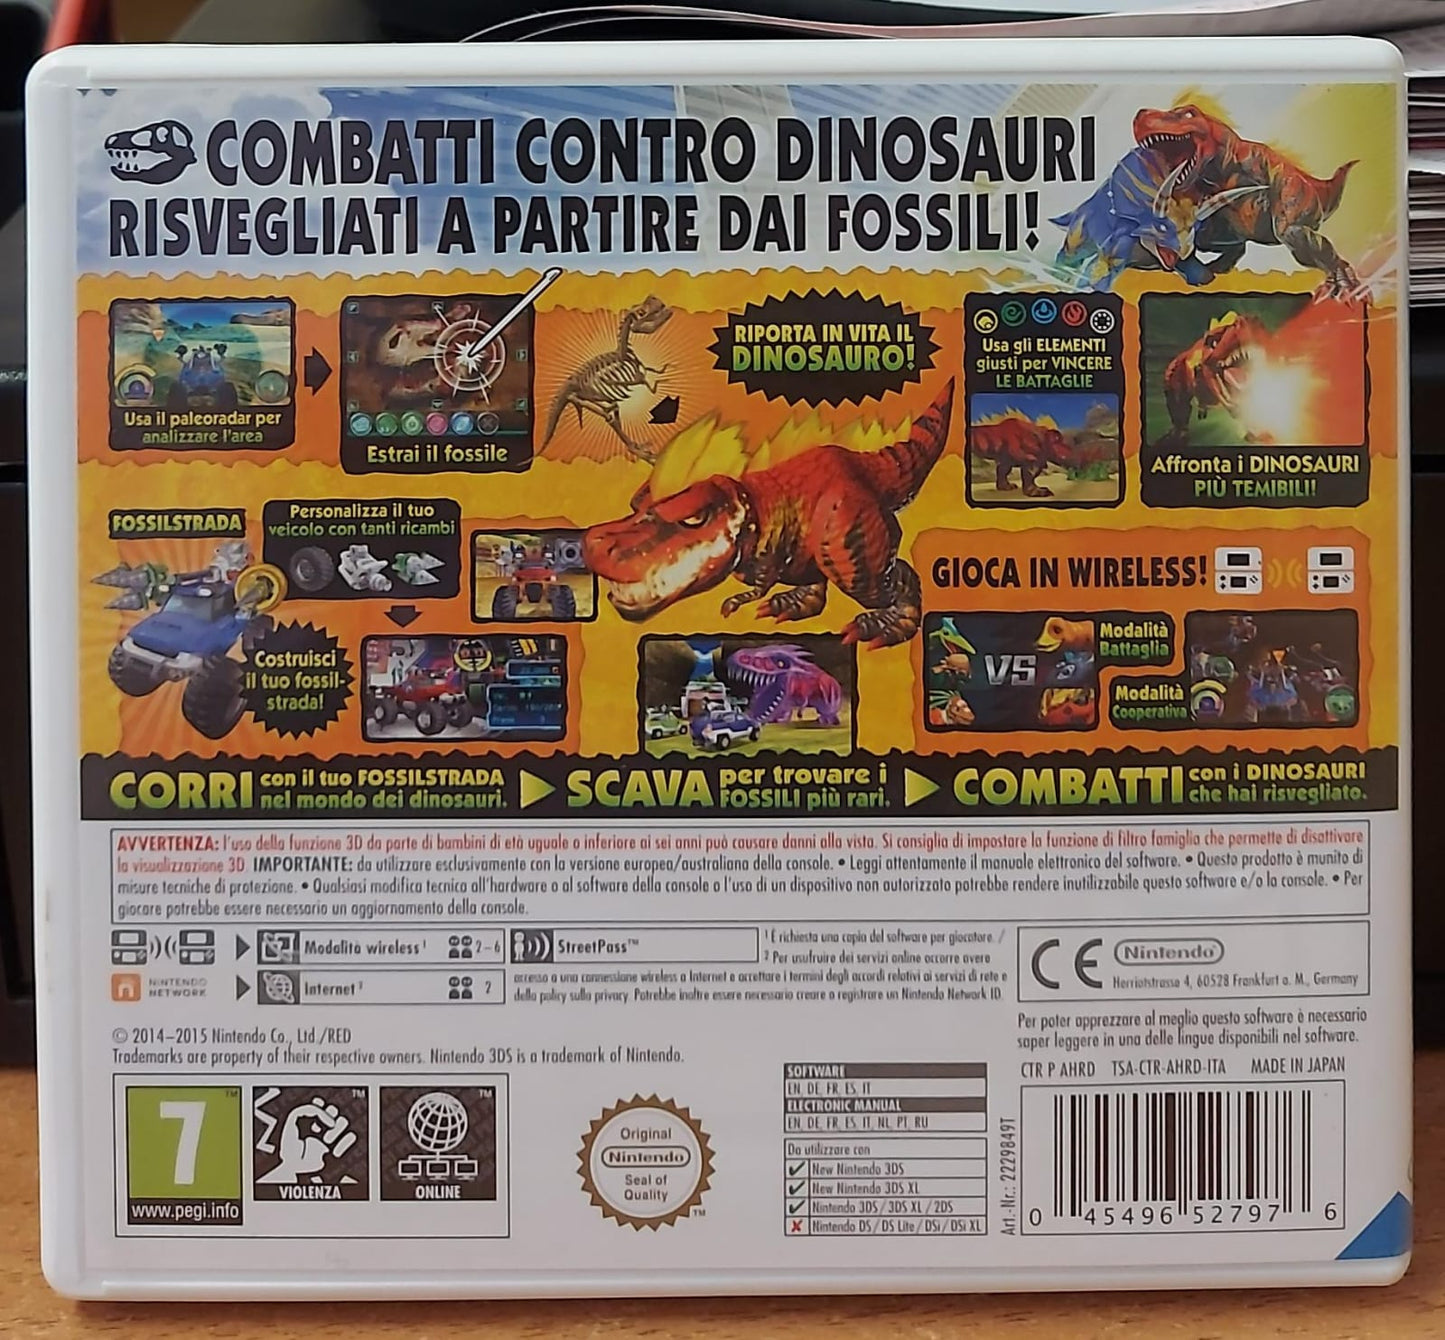 COMBATTI CONTRO DINOSAURI
RISVEGLIATI A PARTIRE DAI FOSSILI!
Usa il paleoradar per
analizzare l'area
Estrai il fossile
RIPORTA IN VITA IL
DINOSAURO!
Usa gli ELEMENTI
giusti per VINCERE
LE BATTAGLIE
Affronta i DINOSAURI
PIÙ TEMIBILI!
FOSSILSTRADA
Personalizza il tuo
veicolo con tanti ricambi
Costruisci
il tuo fossil-
strada!
GIOCA IN WIRELESS!
VS
Modalità
Battaglia
Modalità
Cooperativa
CORRI con il tuo FOSSILSTRADA
nel mondo dei dinosauri.
SCAVA per trovare i
FOSSILI più rari.
COMBATTI con i DINOSAURI
che hai risvegliato.
AVVERTENZA: l'uso della funzione 3D da parte di bambini di età uguale o inferiore ai sei anni può causare danni alla vista. Si consiglia di impostare la funzione di filtro famiglia che permette di disattivare
la visualizzazione 3D. IMPORTANTE: da utilizzare esclusivamente con la versione europea/australiana della console. • Leggi attentamente il manuale elettronico del software. • Questo prodotto è munito di
misure tecniche di protezione. • Qualsiasi modifica tecnica all'hardware o al software della console o l'uso di un dispositivo non autorizzato potrebbe rendere inutilizzabile questo software e/o la console. • Per
giocare potrebbe essere necessario un aggiornamento della console.
Modalità wireless¹ 2-6
StreetPass™
NINTENDO
NETWORK
Internet² 2
¹ È richiesta una copia del software per giocatore. /
² Per usufruire dei servizi online occorre avere
accesso a una connessione wireless a Internet e accettare i termini degli accordi relativi ai servizi di rete e
della policy sulla privacy. Potrebbe inoltre essere necessario creare o registrare un Nintendo Network ID.
CE
Nintendo®
Herriotstrasse 4, 60528 Frankfurt a. M., Germany
© 2014–2015 Nintendo Co., Ltd./RED
Trademarks are property of their respective owners. Nintendo 3DS is a trademark of Nintendo.
Per poter apprezzare al meglio questo software è necessario
saper leggere in una delle lingue disponibili nel software.
CTR P AHRD TSA-CTR-AHRD-ITA MADE IN JAPAN
7
™
www.pegi.info
™
VIOLENZA
™
ONLINE
Original
Nintendo
Seal of
Quality
™
SOFTWARE
EN, DE, FR, ES, IT
ELECTRONIC MANUAL
EN, DE, FR, ES, IT, NL, PT, RU
Da utilizzare con
New Nintendo 3DS
New Nintendo 3DS XL
Nintendo 3DS / 3DS XL / 2DS
Nintendo DS / DS Lite / DSi / DSi XL
Art.-Nr.: 2229849T
0 45496 52797 6